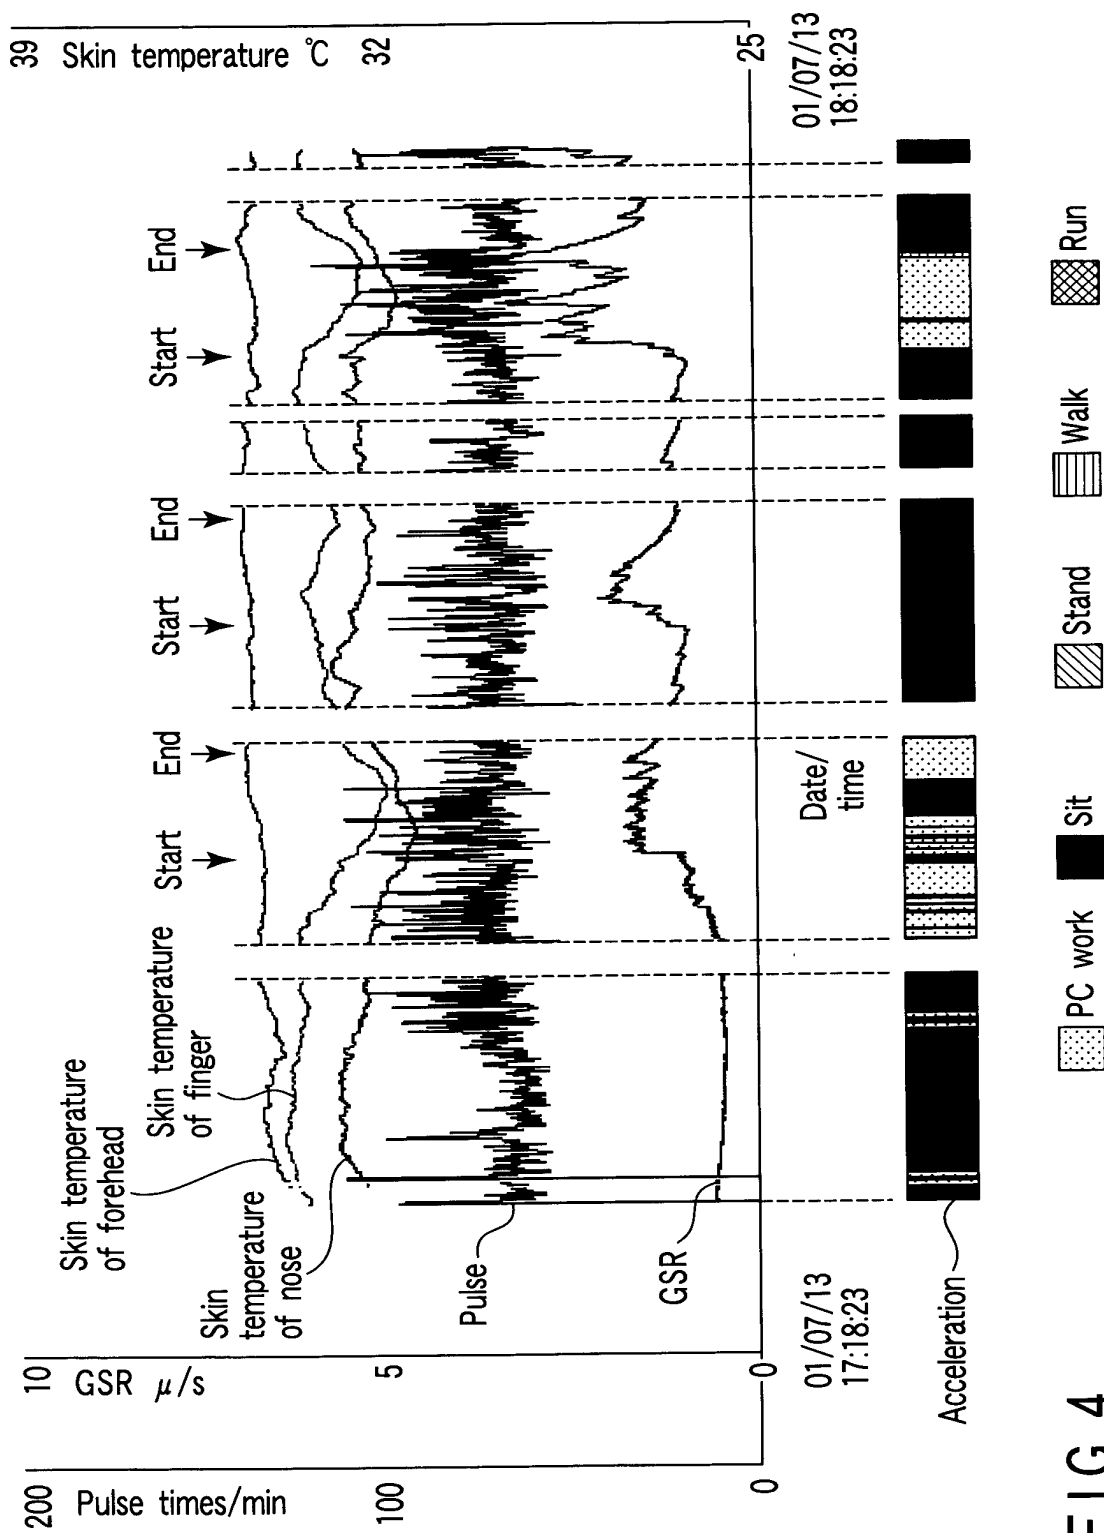 200
Pulse times/min
100
0
10
GSR μ/s
5
0
39
Skin temperature °C
32
25
Skin temperature
of forehead
Skin temperature
of finger
Skin
temperature
of nose
Pulse
GSR
Start
End
Start
End
Start
End
01/07/13
17:18:23
Date/
time
01/07/13
18:18:23
Acceleration
PC work
Sit
Stand
Walk
Run
FIG 4